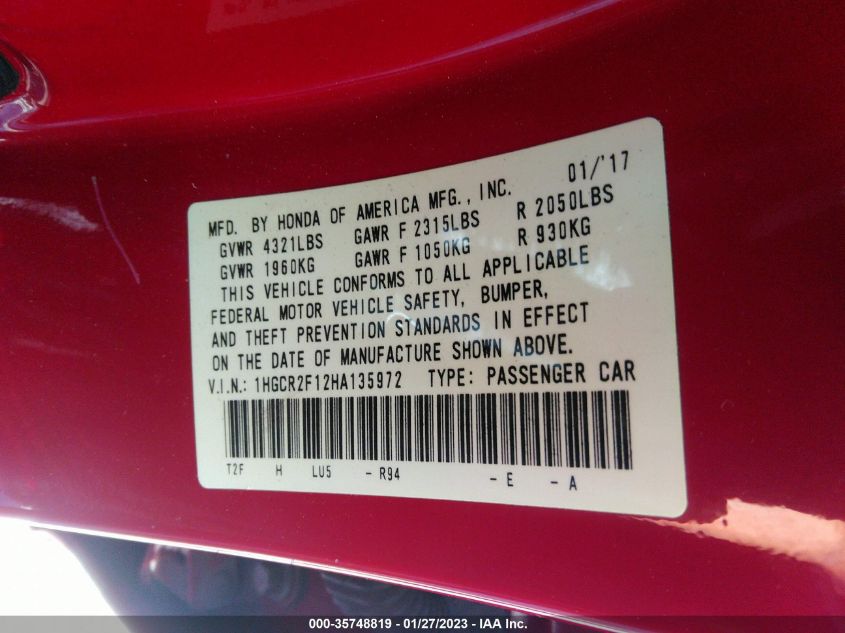 01/'17
MFD. BY HONDA OF AMERICA MFG., INC.
GVWR 4321LBS GAWR F 2315LBS R 2050LBS
GVWR 1960KG GAWR F 1050KG R 930KG
THIS VEHICLE CONFORMS TO ALL APPLICABLE
FEDERAL MOTOR VEHICLE SAFETY, BUMPER,
AND THEFT PREVENTION STANDARDS IN EFFECT
ON THE DATE OF MANUFACTURE SHOWN ABOVE.
V.I.N.: 1HGCR2F12HA135972 TYPE: PASSENGER CAR
T2F H LU5 - R94 - E - A
000-35748819 - 01/27/2023 - IAA Inc.